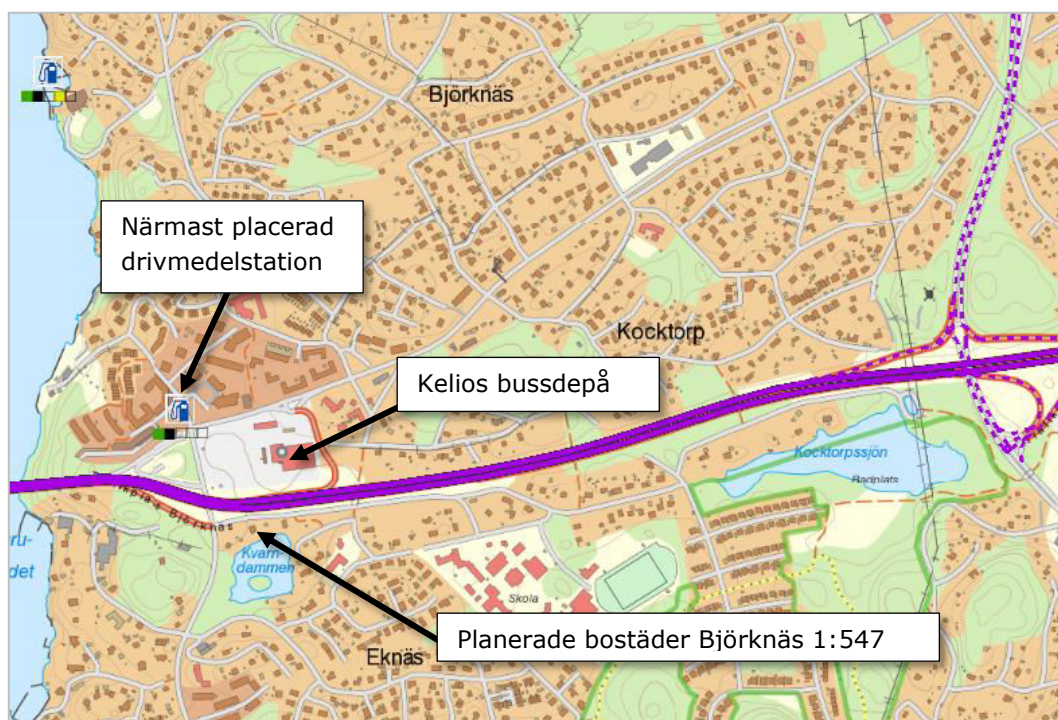 Björknäs
Närmast placerad
drivmedelstation
Kocktorp
Kelios bussdepå
Kocktorpssjön
Badplats
Kvarn-
dammen
Skola
Planerade bostäder Björknäs 1:547
Eknäs